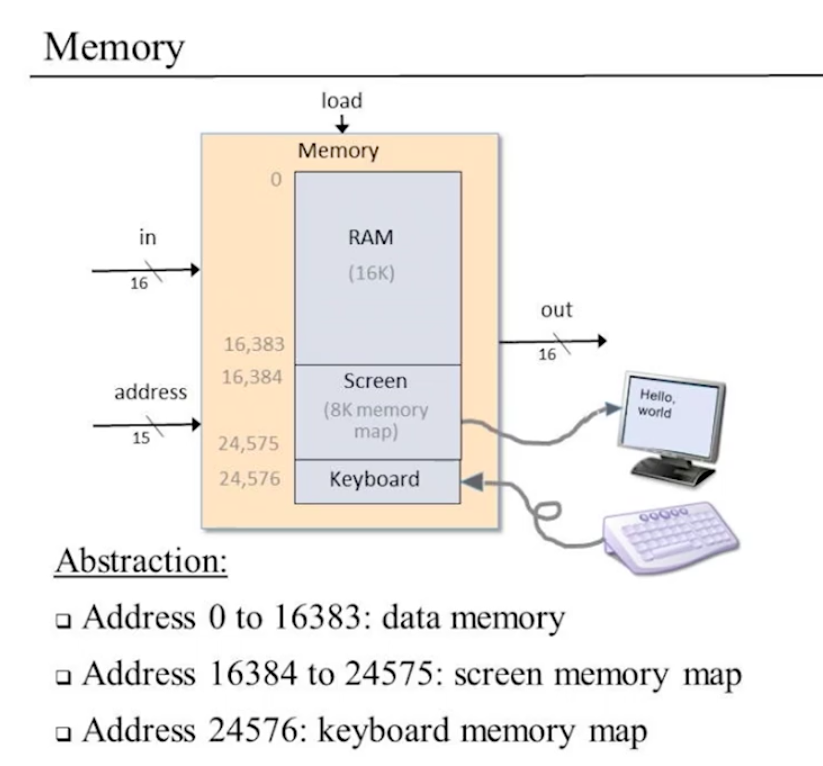 Memory
load
Memory
0
in
16
RAM
(16K)
out
16
16,383
16,384
address
15
Screen
(8K memory
map)
24,575
24,576
Keyboard
Hello,
world
Abstraction:
❑ Address 0 to 16383: data memory
❑ Address 16384 to 24575: screen memory map
❑ Address 24576: keyboard memory map